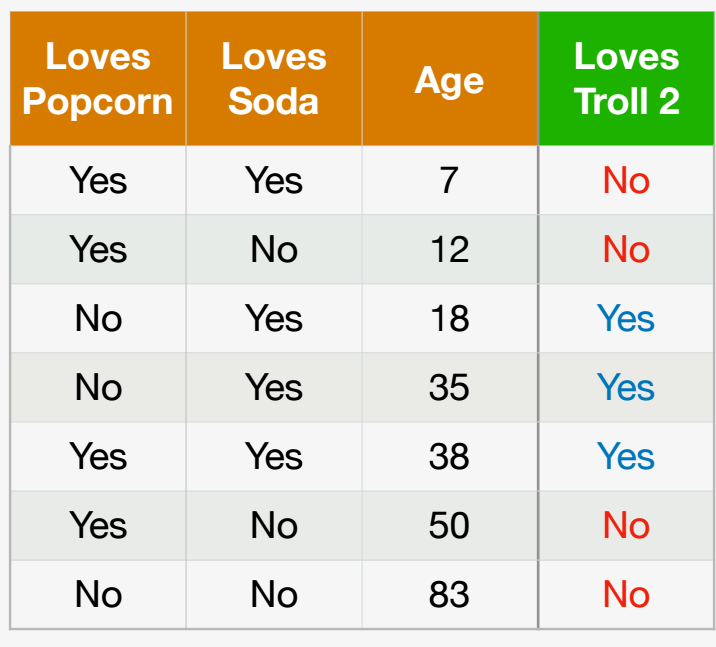 Loves Popcorn Loves Soda Age Loves Troll 2
Yes Yes 7 No
Yes No 12 No
No Yes 18 Yes
No Yes 35 Yes
Yes Yes 38 Yes
Yes No 50 No
No No 83 No